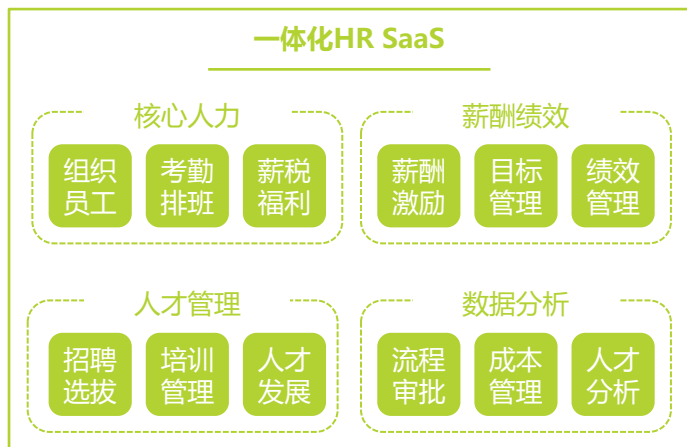 一体化HR SaaS
核心人力
组织
员工
考勤
排班
薪税
福利
薪酬绩效
薪酬
激励
目标
管理
绩效
管理
人才管理
招聘
选拔
培训
管理
人才
发展
数据分析
流程
审批
成本
管理
人才
分析